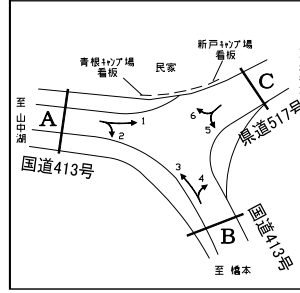 新戸ｷｬﾝﾌﾟ場
看板
青根ｷｬﾝﾌﾟ場
看板
民家
至
山中湖
A
B
C
1
2
3
4
5
6
国道413号
県道517号
国道413号
至 橋本